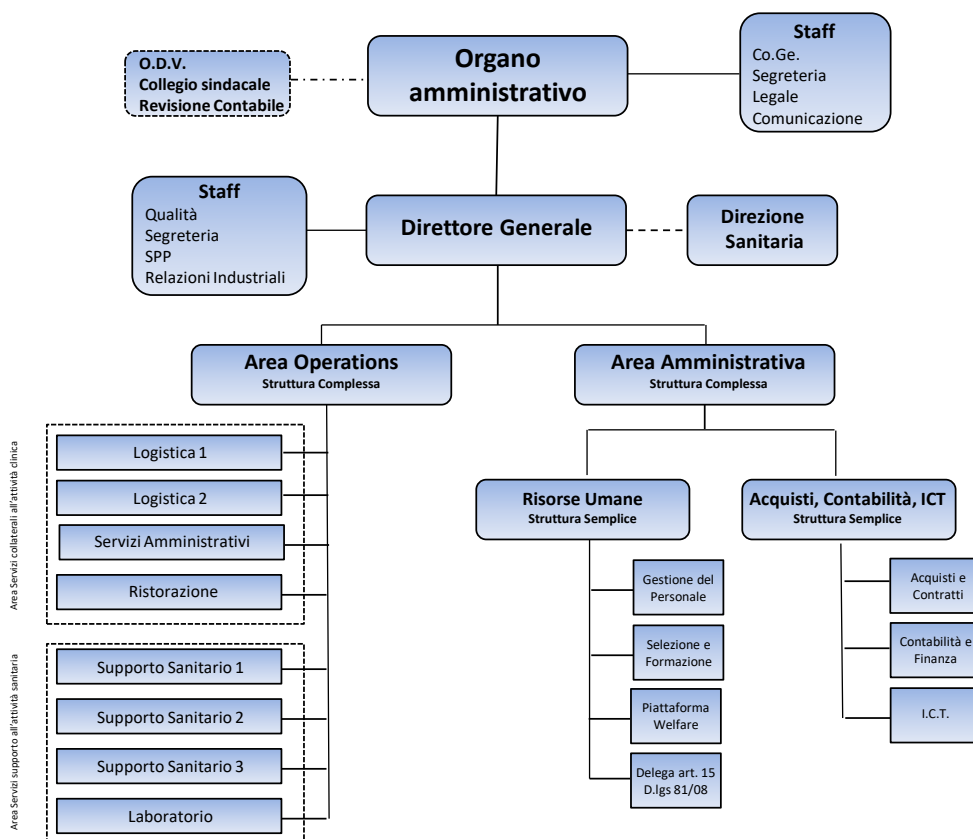 O.D.V.
Collegio sindacale
Revisione Contabile
Organo
amministrativo
Staff
Co.Ge.
Segreteria
Legale
Comunicazione
Staff
Qualità
Segreteria
SPP
Relazioni Industriali
Direttore Generale
Direzione
Sanitaria
Area Operations
Struttura Complessa
Area Amministrativa
Struttura Complessa
Area Servizi collaterali all'attività clinica
Logistica 1
Logistica 2
Servizi Amministrativi
Ristorazione
Area Servizi supporto all'attività sanitaria
Supporto Sanitario 1
Supporto Sanitario 2
Supporto Sanitario 3
Laboratorio
Risorse Umane
Struttura Semplice
Gestione del
Personale
Selezione e
Formazione
Piattaforma
Welfare
Delega art. 15
D.lgs 81/08
Acquisti, Contabilità, ICT
Struttura Semplice
Acquisti e
Contratti
Contabilità e
Finanza
I.C.T.